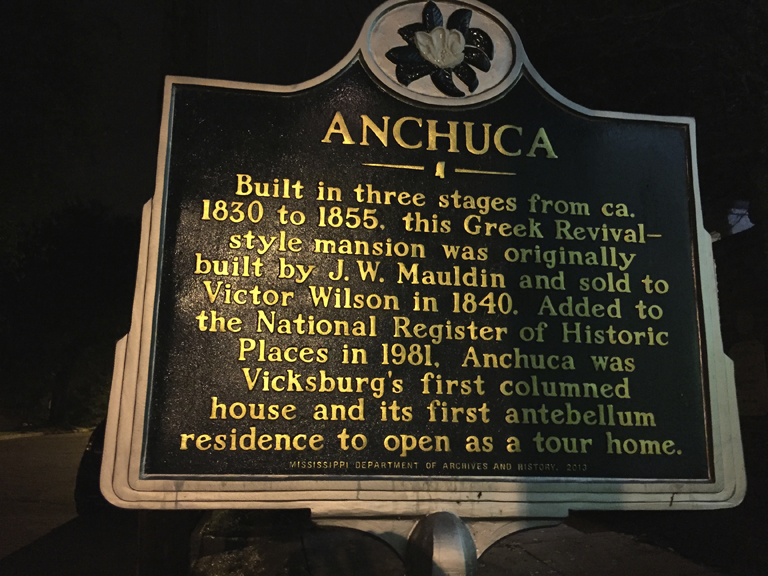 ANCHUCA
Built in three stages from ca.
1830 to 1855, this Greek Revival-
style mansion was originally
built by J. W. Mauldin and sold to
Victor Wilson in 1840. Added to
the National Register of Historic
Places in 1981, Anchuca was
Vicksburg's first columned
house and its first antebellum
residence to open as a tour home.
MISSISSIPPI DEPARTMENT OF ARCHIVES AND HISTORY, 2013